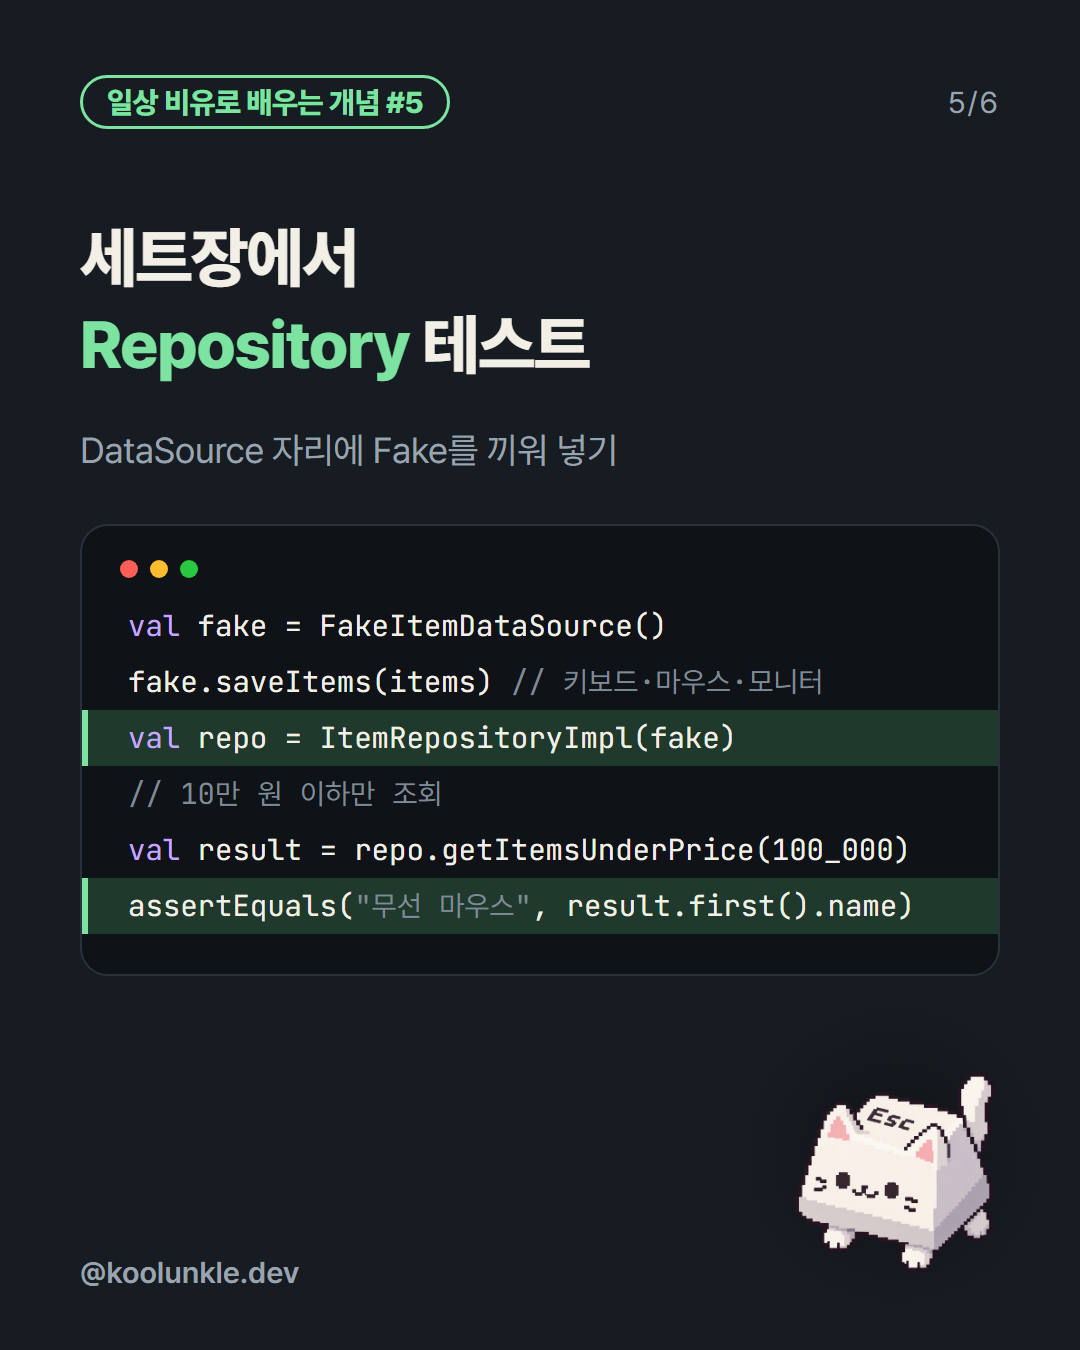 일상 비유로 배우는 개념 #5
5/6
세트장에서
Repository 테스트
DataSource 자리에 Fake를 끼워 넣기
val fake = FakeItemDataSource()
fake.saveItems(items) // 키보드·마우스·모니터
val repo = ItemRepositoryImpl(fake)
// 10만 원 이하만 조회
val result = repo.getItemsUnderPrice(100_000)
assertEquals("무선 마우스", result.first().name)
Esc
@koolunkle.dev